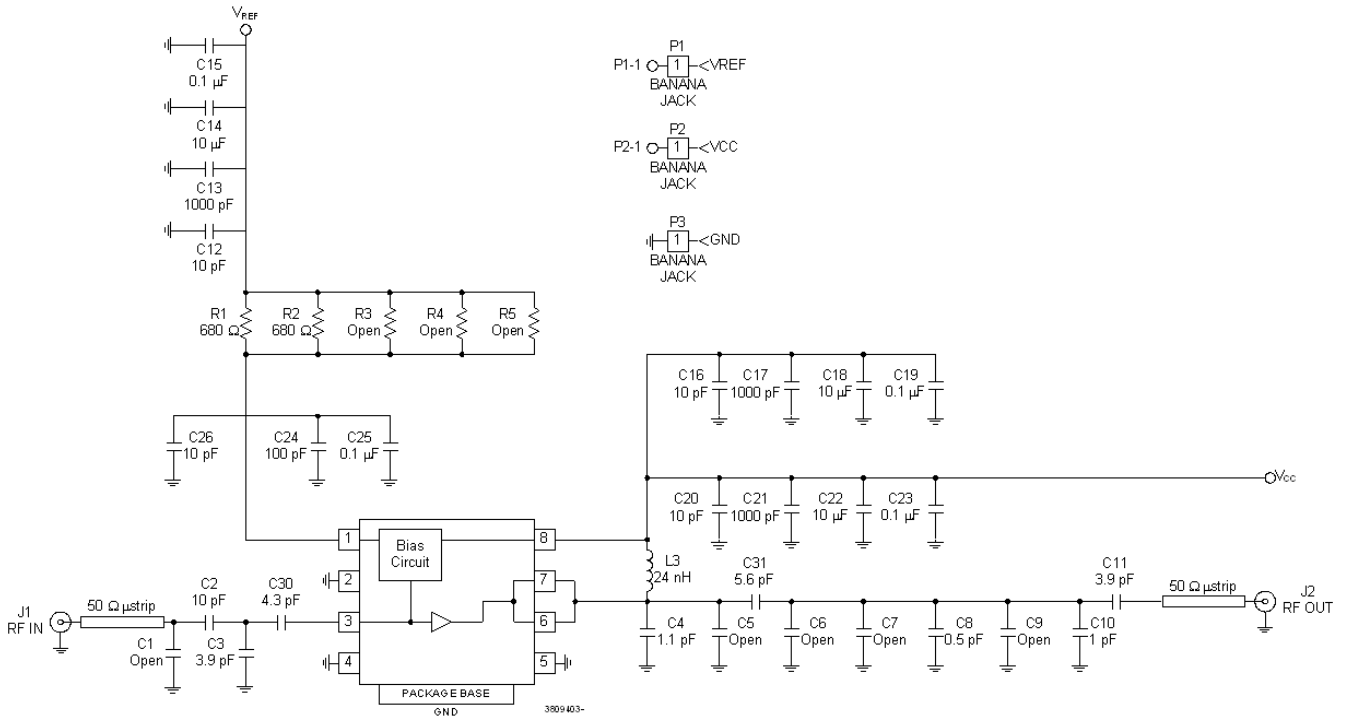 VREF
C15
0.1 µF
C14
10 µF
C13
1000 pF
C12
10 pF
P1
P1-1 1 VREF
BANANA
JACK
P2
P2-1 1 VCC
BANANA
JACK
P3
1 GND
BANANA
JACK
R1
680 Ω
R2
680 Ω
R3
Open
R4
Open
R5
Open
C16
10 pF
C17
1000 pF
C18
10 µF
C19
0.1 µF
C26
10 pF
C24
100 pF
C25
0.1 µF
Vcc
C20
10 pF
C21
1000 pF
C22
10 µF
C23
0.1 µF
1
2
3
4
Bias
Circuit
8
7
6
5
L3
24 nH
J1
RF IN
50 Ω µstrip
C1
Open
C2
10 pF
C3
3.9 pF
C30
4.3 pF
C31
5.6 pF
C11
3.9 pF
50 Ω µstrip
J2
RF OUT
C4
1.1 pF
C5
Open
C6
Open
C7
Open
C8
0.5 pF
C9
Open
C10
1 pF
PACKAGE BASE
GND
3809403-